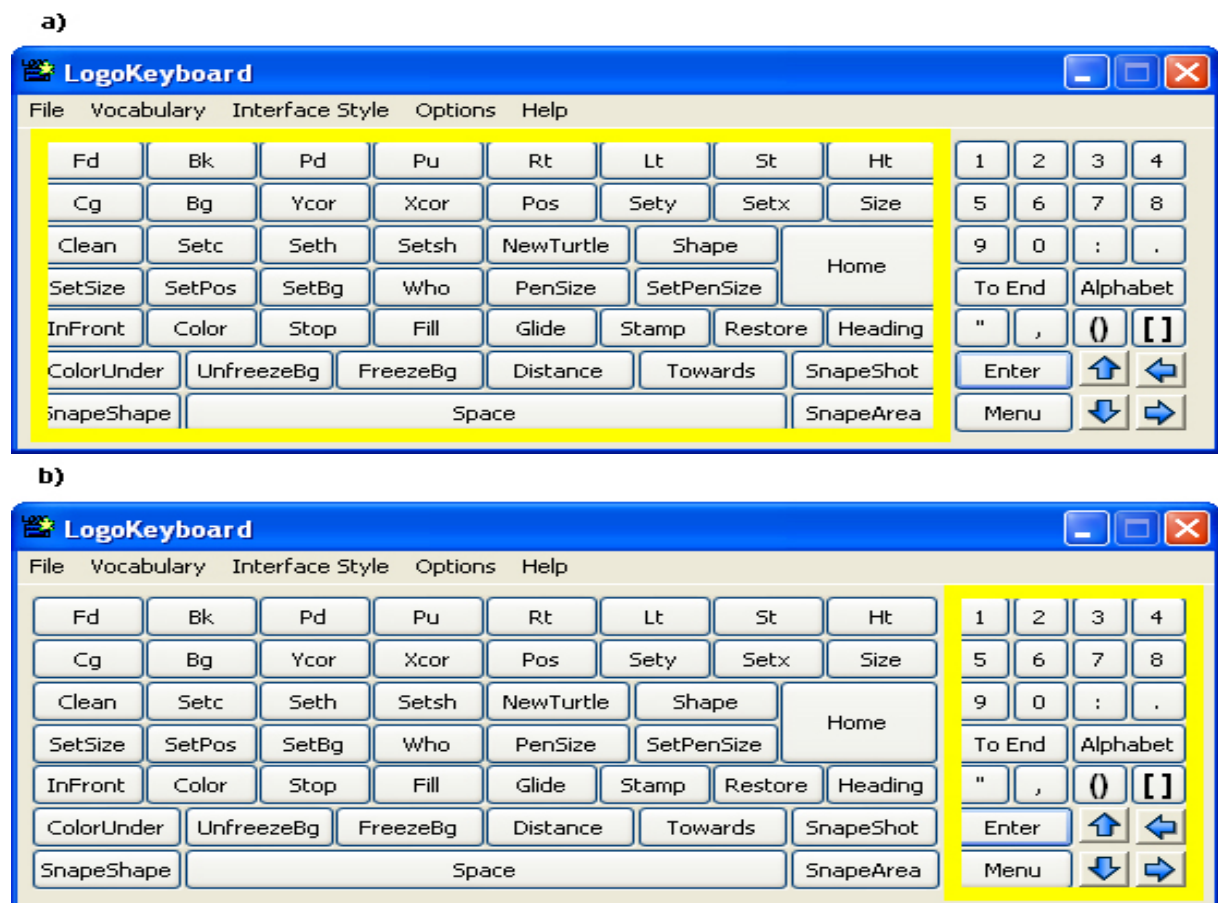 a)
LogoKeyboard
File Vocabulary Interface Style Options Help
Fd Bk Pd Pu Rt Lt St Ht 1 2 3 4
Cg Bg Ycor Xcor Pos Sety Setx Size 5 6 7 8
Clean Setc Seth Setsh NewTurtle Shape Home 9 0 : .
SetSize SetPos SetBg Who PenSize SetPenSize To End Alphabet
InFront Color Stop Fill Glide Stamp Restore Heading " , () [ ]
ColorUnder UnfreezeBg FreezeBg Distance Towards SnapeShot Enter
SnapeShape Space SnapeArea Menu
b)
LogoKeyboard
File Vocabulary Interface Style Options Help
Fd Bk Pd Pu Rt Lt St Ht 1 2 3 4
Cg Bg Ycor Xcor Pos Sety Setx Size 5 6 7 8
Clean Setc Seth Setsh NewTurtle Shape Home 9 0 : .
SetSize SetPos SetBg Who PenSize SetPenSize To End Alphabet
InFront Color Stop Fill Glide Stamp Restore Heading " , () [ ]
ColorUnder UnfreezeBg FreezeBg Distance Towards SnapeShot Enter
SnapeShape Space SnapeArea Menu